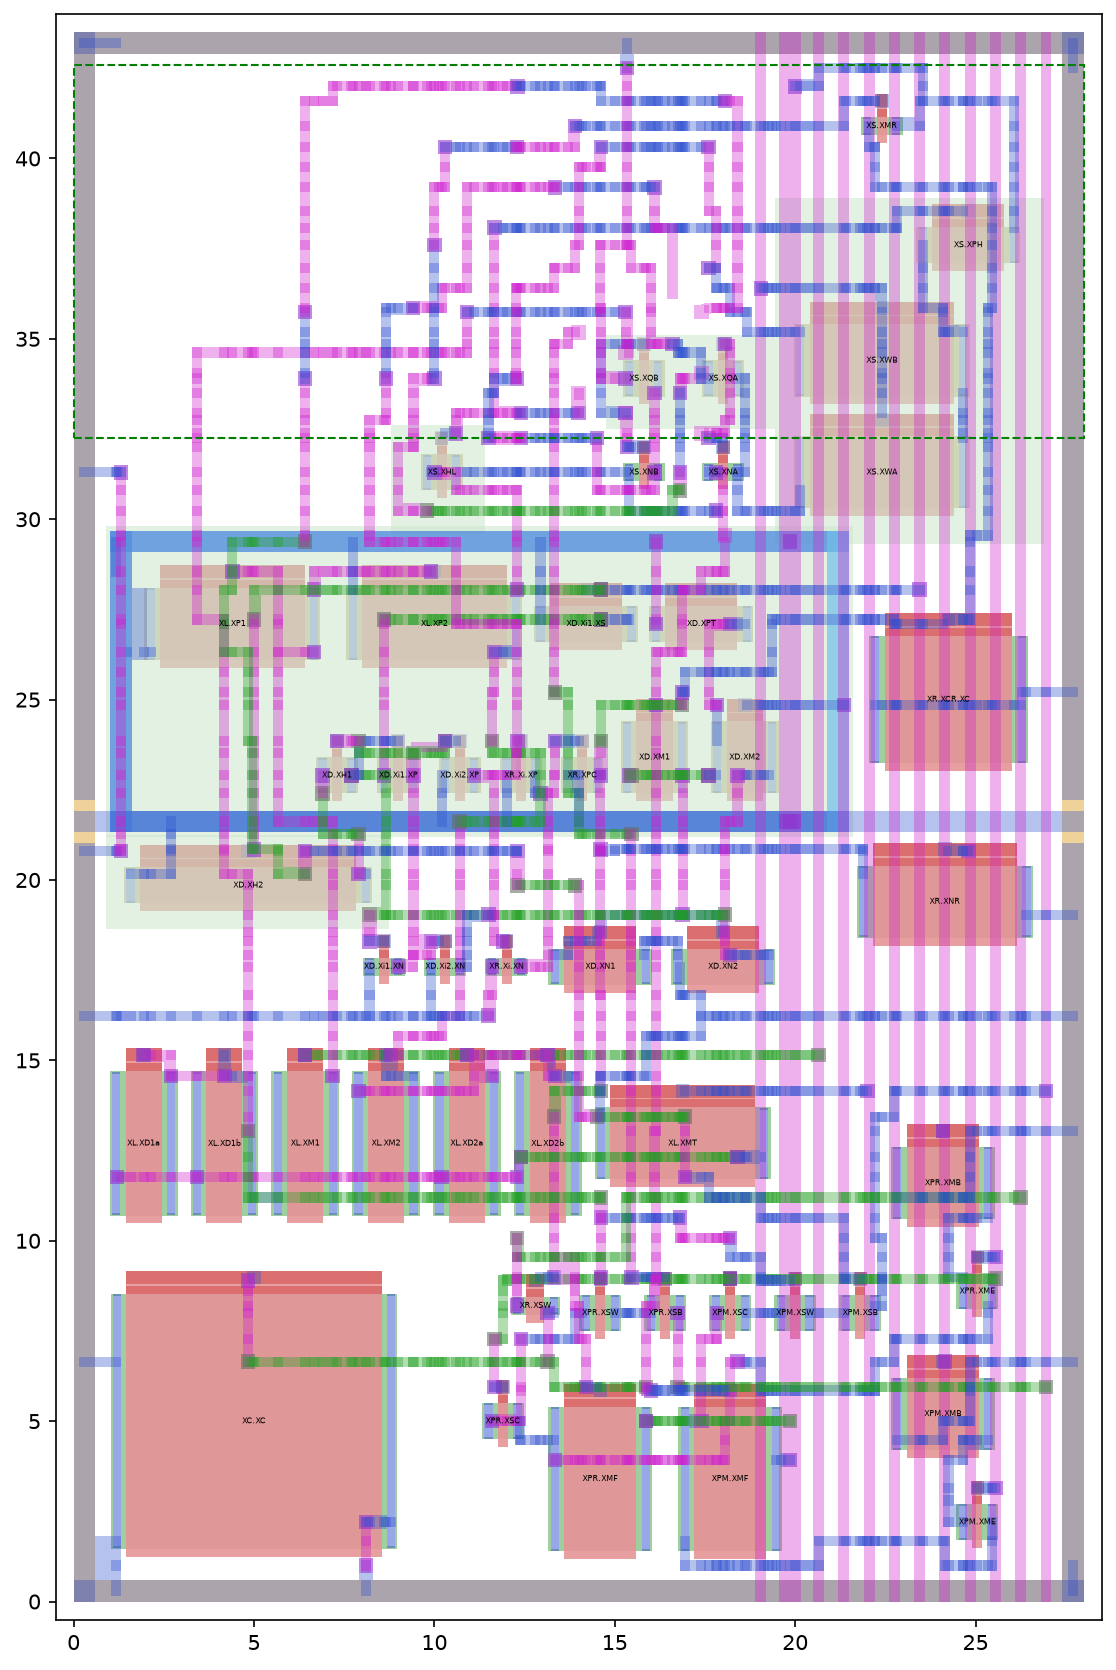 40
XS.XMR
XS.XPH
35
XS.XWB
XS.XQB XS.XQA
XS.XHL XS.XNB XS.XNA XS.XWA
30
XL.XP1 XL.XP2 XD.Xi1.XS XD.XPT
25
XR.XCR.XC
XD.XM1 XD.XM2
XD.XH1 XD.Xi1.XP XD.Xi2.XP XR.Xi.XP XR.XPC
20
XD.XH2 XR.XNR
XD.Xi1.XN XD.Xi2.XN XR.Xi.XN XD.XN1 XD.XN2
15
XL.XD1a XL.XD1b XL.XM1 XL.XM2 XL.XD2a XL.XD2b XL.XMT
XPR.XMB
10
XPR.XME
XR.XSW XPR.XSW XPR.XSB XPM.XSC XPM.XSW XPM.XSB
5
XC.XC XPR.XSC XPM.XMB
XPR.XMF XPM.XMF
XPM.XME
0
0 5 10 15 20 25